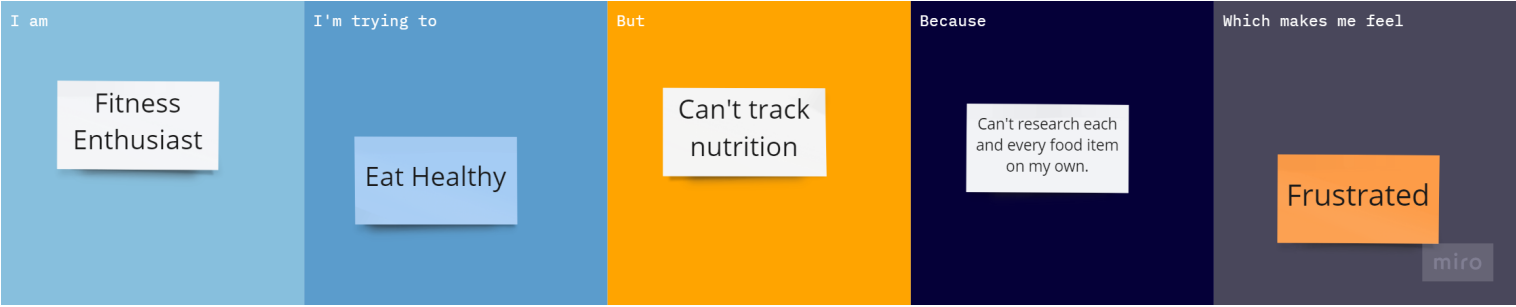 I am
Fitness
Enthusiast
I'm trying to
Eat Healthy
But
Can't track
nutrition
Because
Can't research each
and every food item
on my own.
Which makes me feel
Frustrated
miro